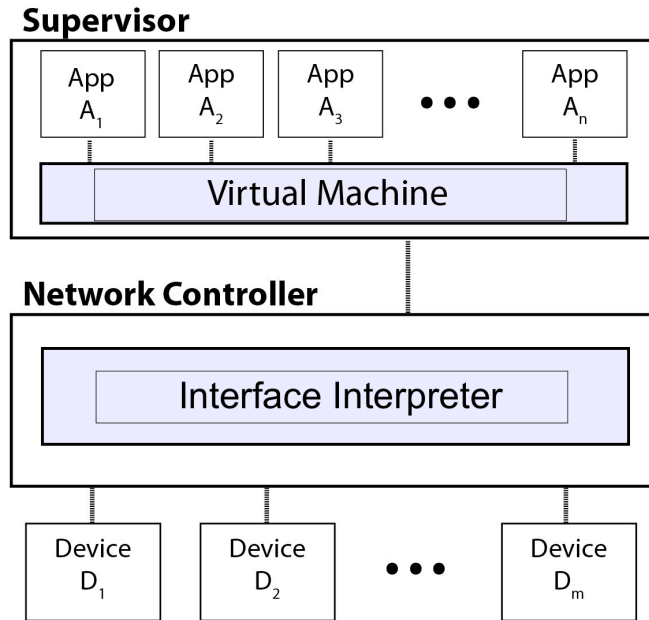 Supervisor
App App App App
A1 A2 A3 ••• An
Virtual Machine
Network Controller
Interface Interpreter
Device Device Device
D1 D2 ••• Dm